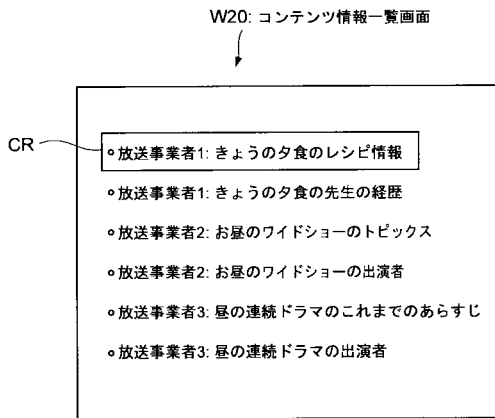 W20: コンテンツ情報一覧画面
CR
○放送事業者1: きょうの夕食のレシピ情報
○放送事業者1: きょうの夕食の先生の経歴
○放送事業者2: お昼のワイドショーのトピックス
○放送事業者2: お昼のワイドショーの出演者
○放送事業者3: 昼の連続ドラマのこれまでのあらすじ
○放送事業者3: 昼の連続ドラマの出演者